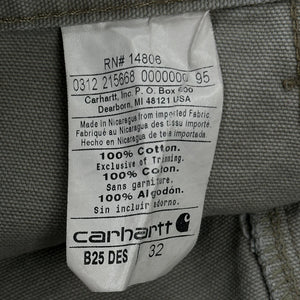 RN# 14806
0312 215668 0000000 95
Carhartt, Inc. P.O. Box 600
Dearborn, MI 48121 USA
Made in Nicaragua from Imported Fabric.
Fabriqué au Nicaragua des tissu importé.
Hecho en Nicaragua de tela importada
100% Cotton.
Exclusive of Trimming.
100% Coton.
Sans garniture.
100% Algodón.
Sin incluir adorno.
carhartt
B25 DES 32